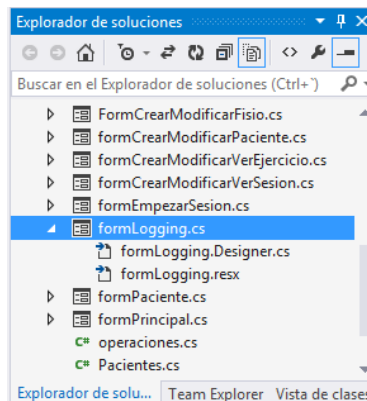 Explorador de soluciones
Buscar en el Explorador de soluciones (Ctrl+`)
FormCrearModificarFisio.cs
formCrearModificarPaciente.cs
formCrearModificarVerEjercicio.cs
formCrearModificarVerSesion.cs
formEmpezarSesion.cs
formLogging.cs
formLogging.Designer.cs
formLogging.resx
formPaciente.cs
formPrincipal.cs
C# operaciones.cs
C# Pacientes.cs
Explorador de solu... Team Explorer Vista de clases